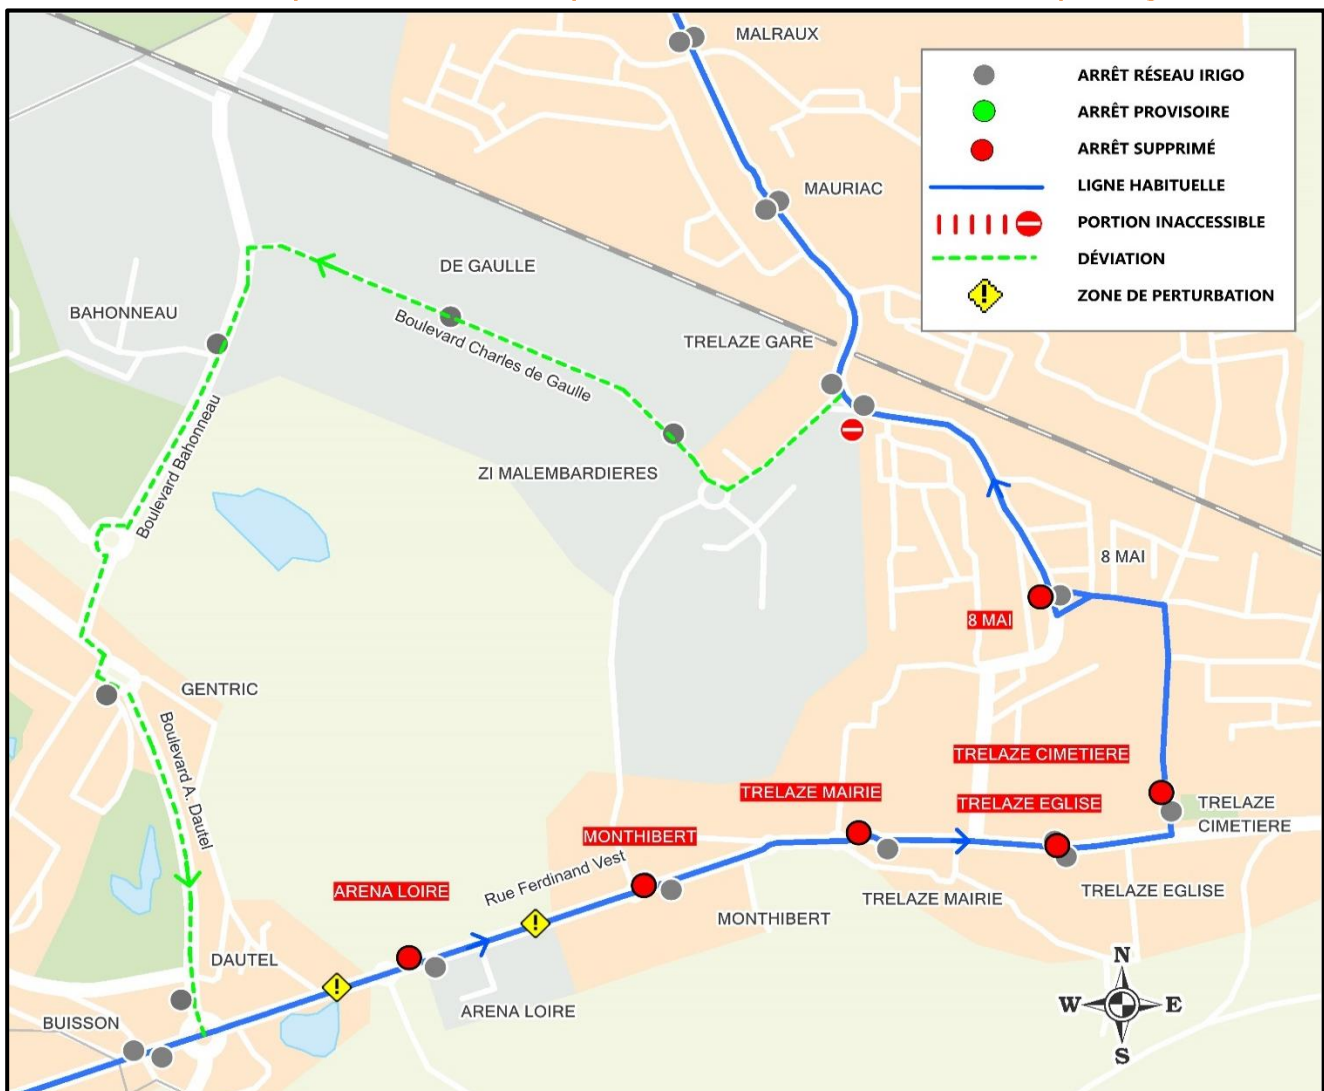 MALRAUX
ARRÊT RÉSEAU IRIGO
ARRÊT PROVISOIRE
ARRÊT SUPPRIMÉ
LIGNE HABITUELLE
PORTION INACCESSIBLE
DÉVIATION
ZONE DE PERTURBATION
MAURIAC
DE GAULLE
BAHONNEAU
Boulevard Charles de Gaulle
TRELAZE GARE
Boulevard Bahonneau
ZI MALEMBARDIERES
8 MAI
8 MAI
GENTRIC
Boulevard A. Dautel
TRELAZE CIMETIERE
TRELAZE MAIRIE
TRELAZE EGLISE
TRELAZE
CIMETIERE
MONTHIBERT
Rue Ferdinand Vest
ARENA LOIRE
TRELAZE MAIRIE
TRELAZE EGLISE
MONTHIBERT
DAUTEL
ARENA LOIRE
BUISSON
N
W
E
S